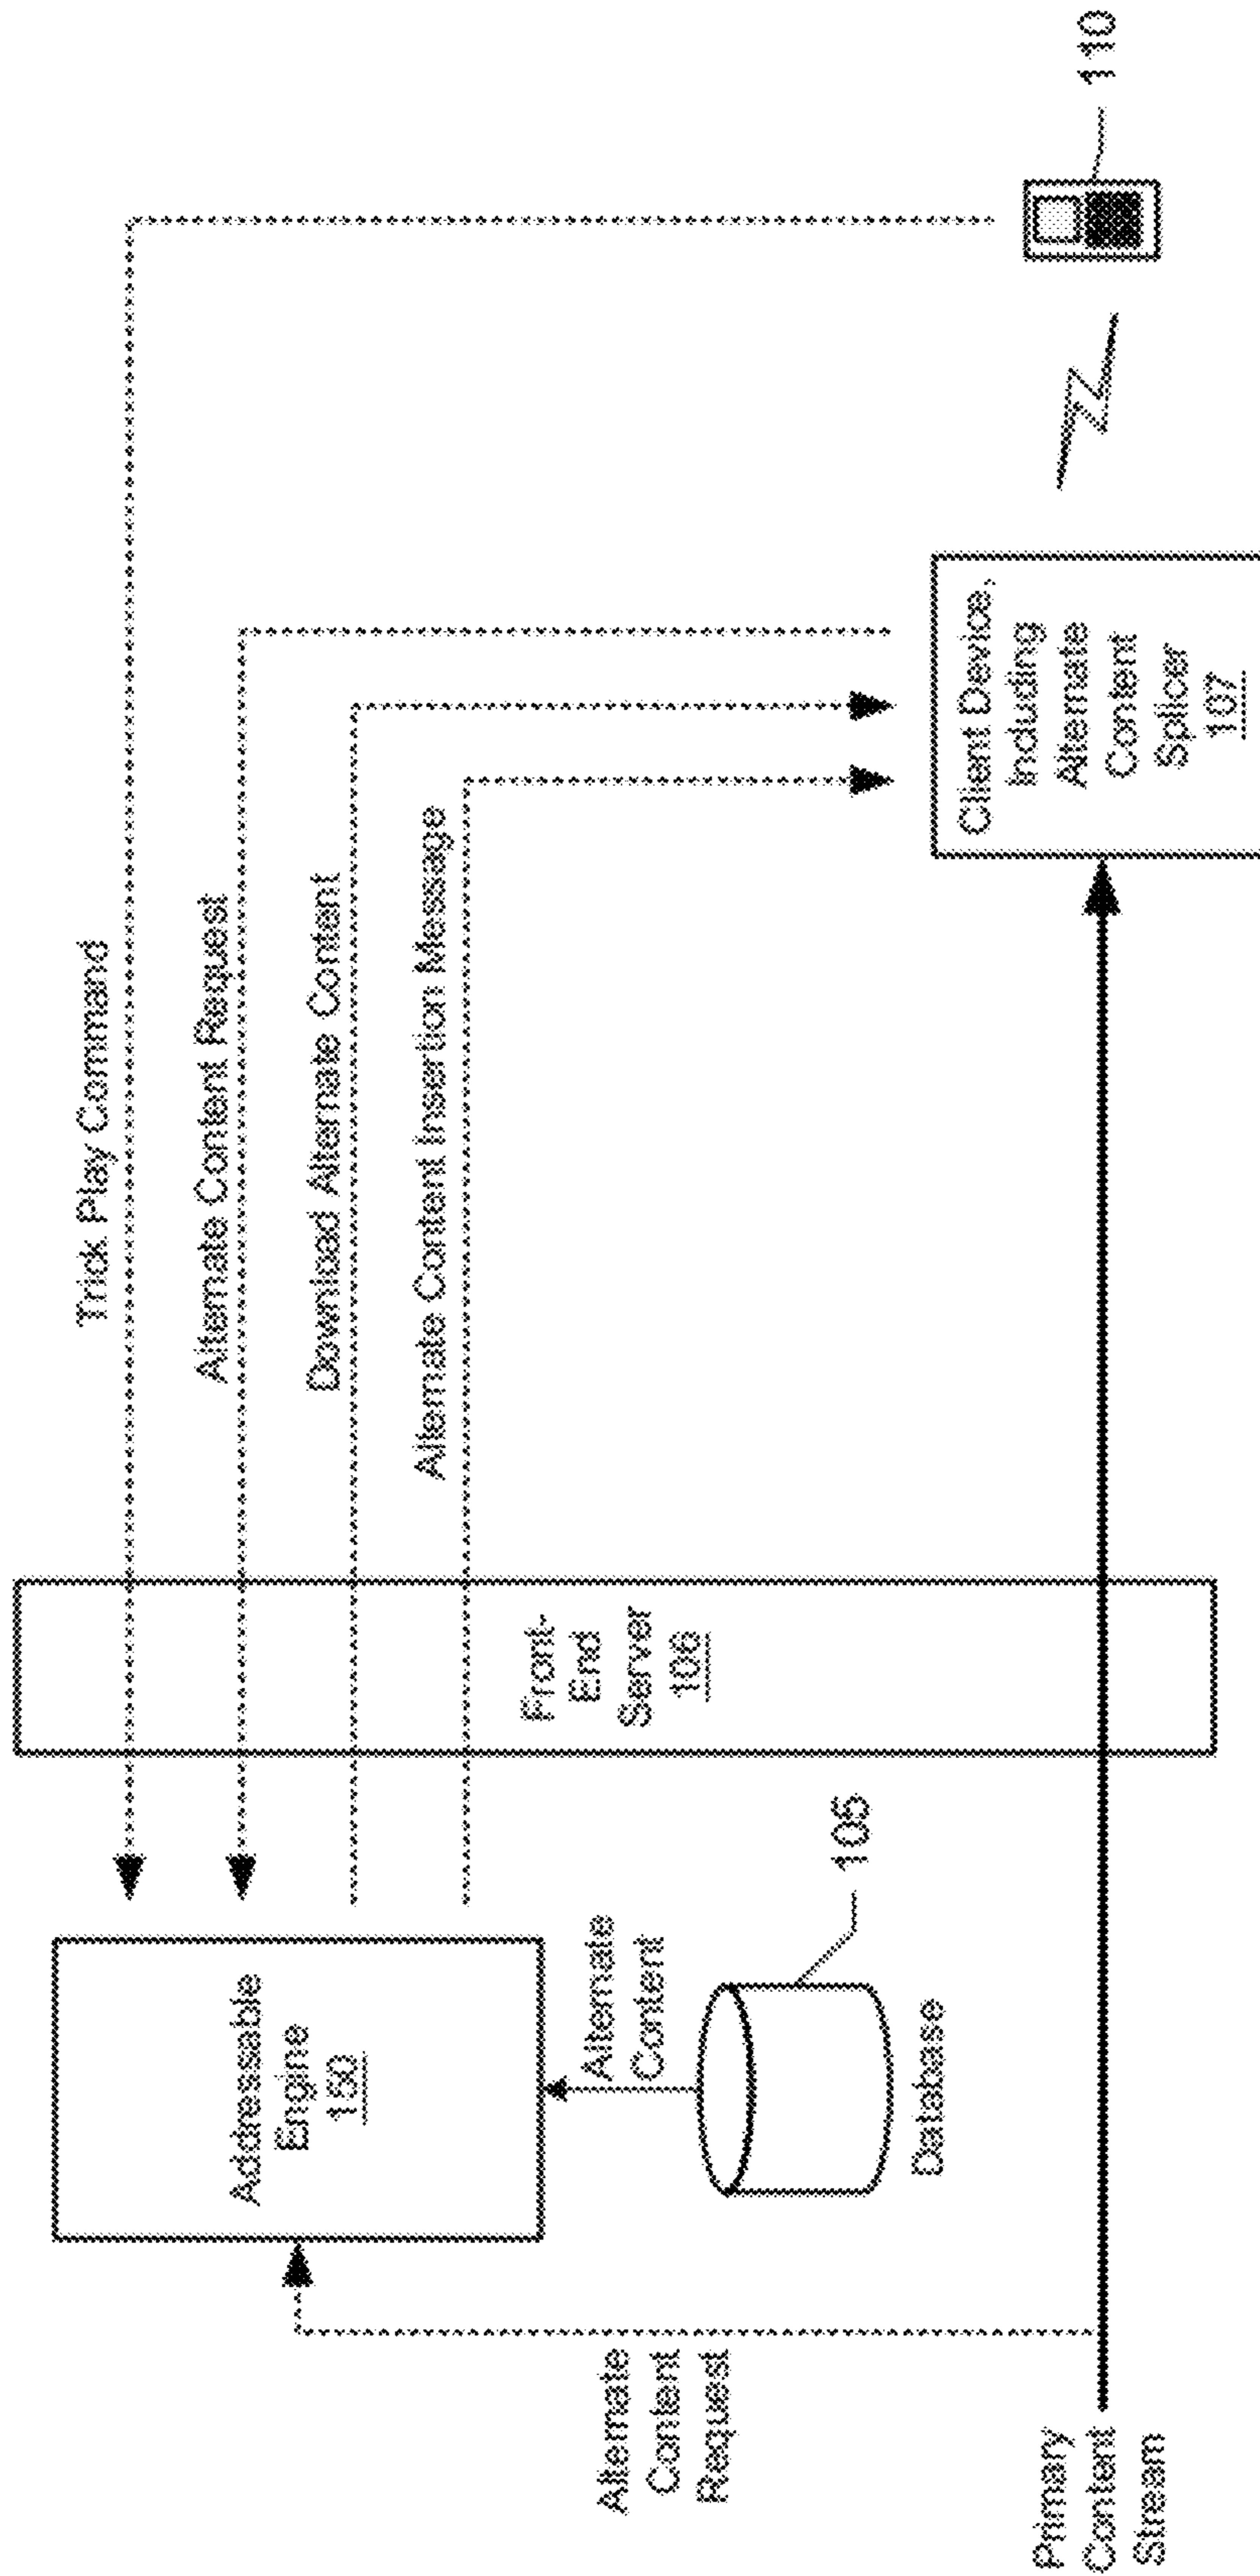 Trick Play Command
Alternate Content Request
Download Alternate Content
Alternate Content Insertion Message
110
Addressable
Engine
150
Front-
End
Server
106
Client Device,
Including
Alternate
Content
Splicer
107
Alternate
Content
105
Database
Alternate
Content
Request
Primary
Content
Stream